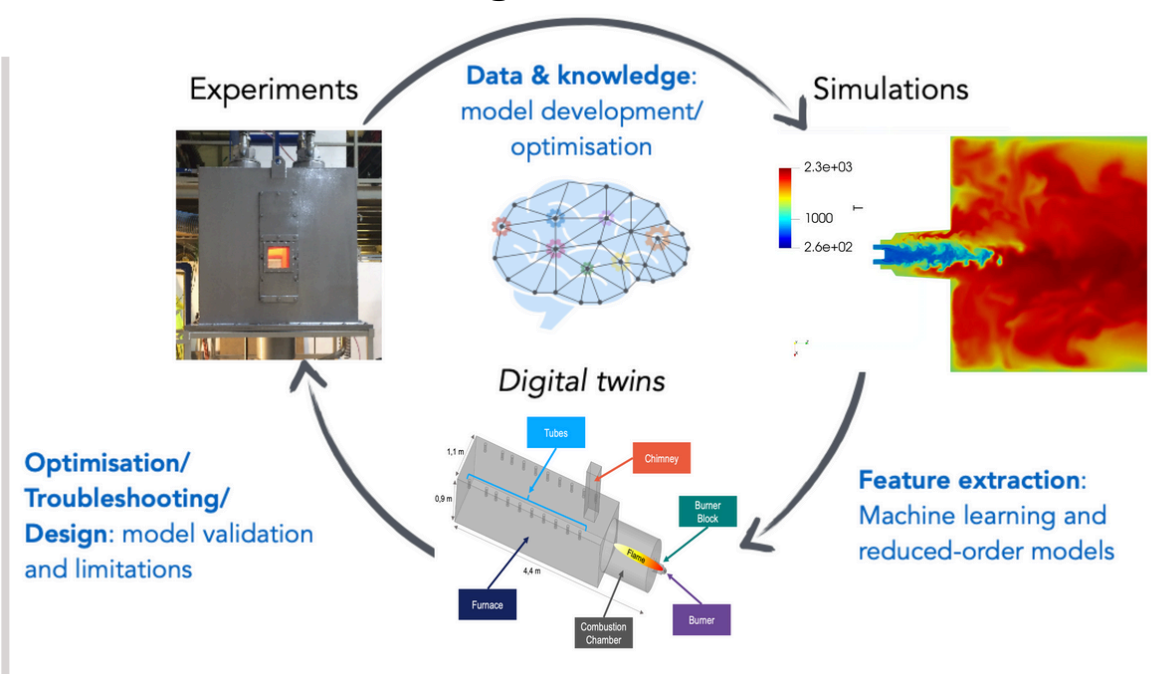 Experiments
Data & knowledge:
model development/
optimisation
Simulations
2.3e+03
1000
2.6e+02
T
Digital twins
Optimisation/
Troubleshooting/
Design: model validation
and limitations
Tubes
Chimney
1,1 m
0,9 m
Burner
Block
Flame
4,4 m
Furnace
Combustion
Chamber
Burner
Feature extraction:
Machine learning and
reduced-order models